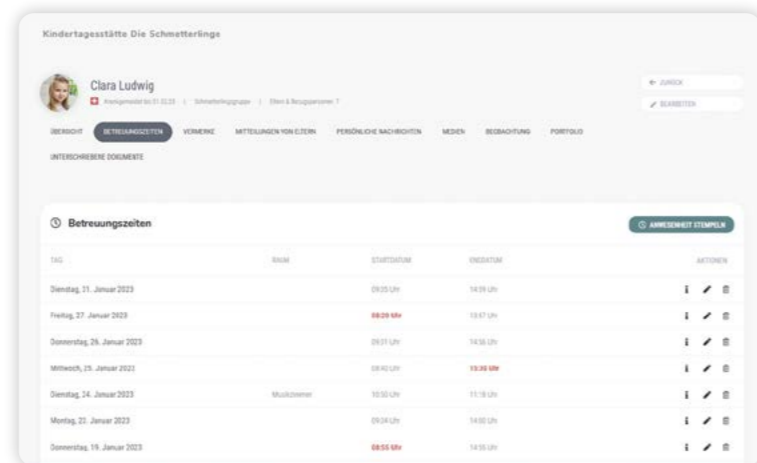 Kindertagesstätte Die Schmetterlinge
Clara Ludwig
Schmetterlingsgruppe | Eltern & Bezugspersonen: 7
ZURÜCK
BEARBEITEN
ÜBERSICHT BETREUUNGSZEITEN VERMERKE MITTEILUNGEN VON ELTERN PERSÖNLICHE NACHRICHTEN MEDIEN BEOBACHTUNG PORTFOLIO
UNTERSCHRIEBENE DOKUMENTE
Betreuungszeiten
ANWESENHEIT STEMPELN
TAG RAUM STARTDATUM ENDDATUM AKTIONEN
Dienstag, 31. Januar 2023 09:25 Uhr 14:59 Uhr
Freitag, 27. Januar 2023 08:20 Uhr 13:47 Uhr
Donnerstag, 26. Januar 2023 09:01 Uhr 14:56 Uhr
Mittwoch, 25. Januar 2023 08:40 Uhr 15:30 Uhr
Dienstag, 24. Januar 2023 Musikzimmer 10:50 Uhr 11:18 Uhr
Montag, 23. Januar 2023 09:04 Uhr 14:00 Uhr
Donnerstag, 19. Januar 2023 08:55 Uhr 14:55 Uhr